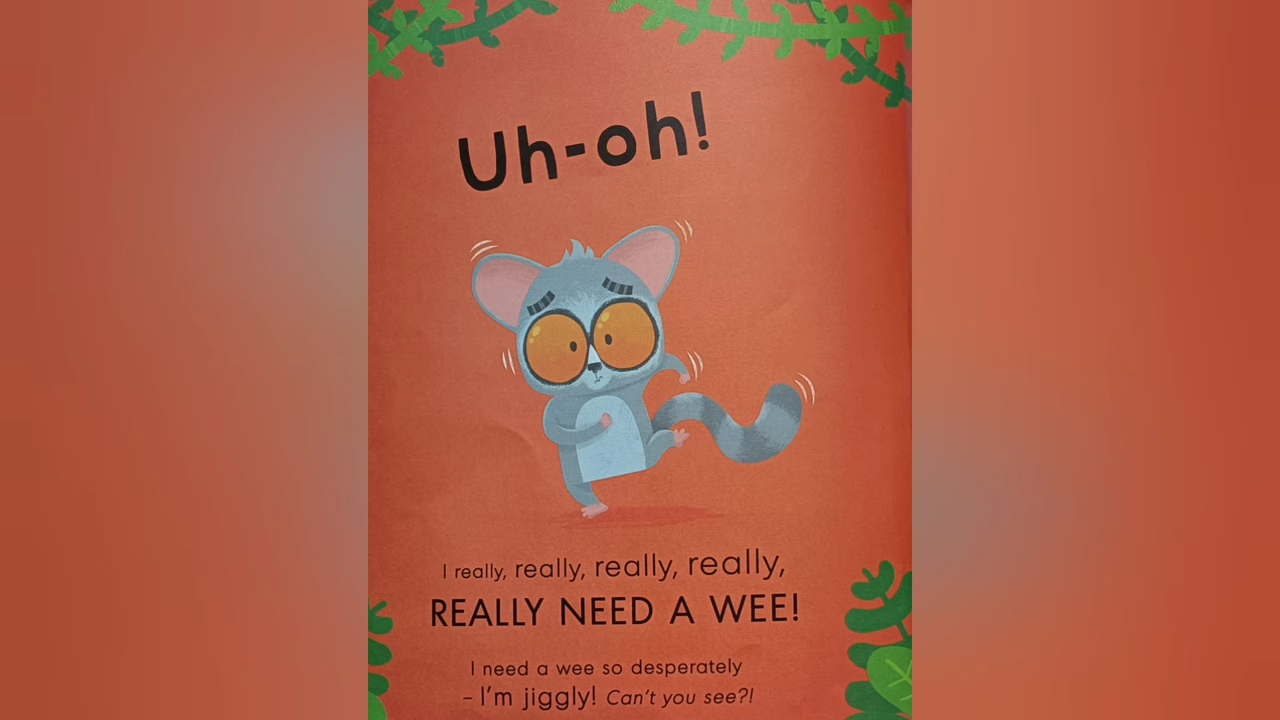 Uh-oh!
I really, really, really, really,
REALLY NEED A WEE!
I need a wee so desperately
– I'm jiggly! Can't you see?!